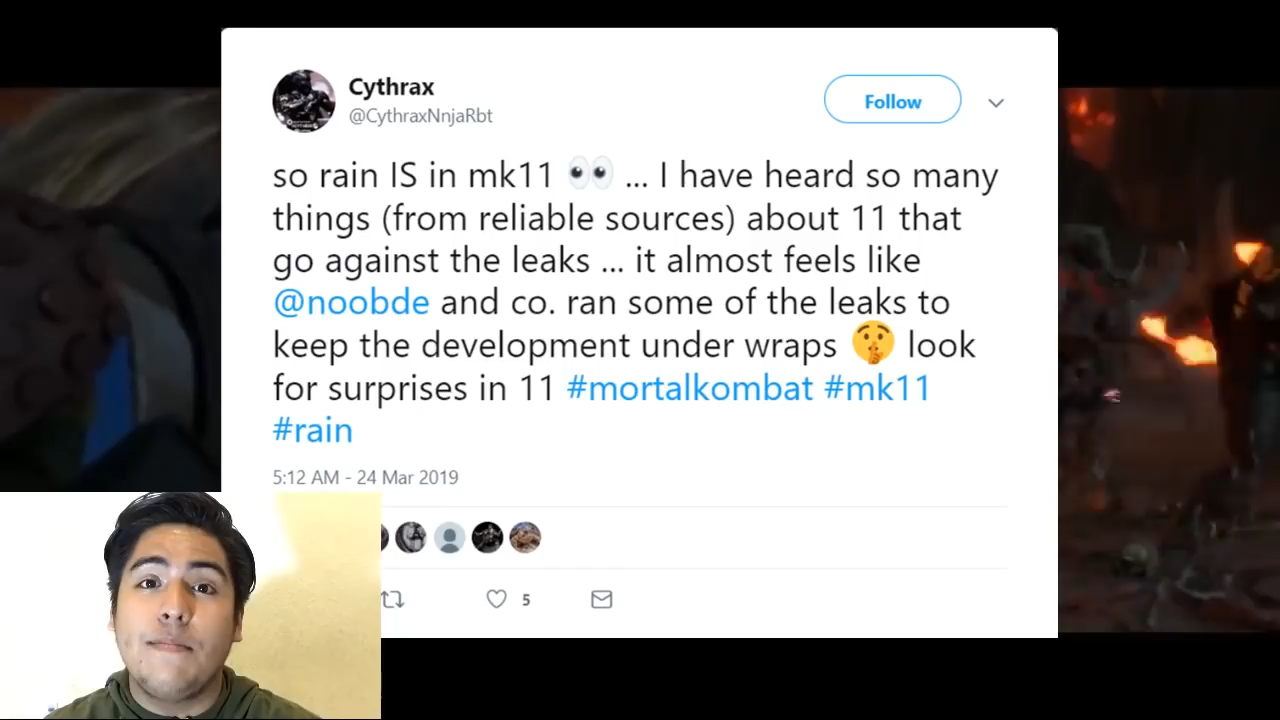 Cythrax
@CythraxNnjaRbt
Follow
so rain IS in mk11 👀 ... I have heard so many
things (from reliable sources) about 11 that
go against the leaks ... it almost feels like
@noobde and co. ran some of the leaks to
keep the development under wraps 🤫 look
for surprises in 11 #mortalkombat #mk11
#rain
5:12 AM - 24 Mar 2019
5